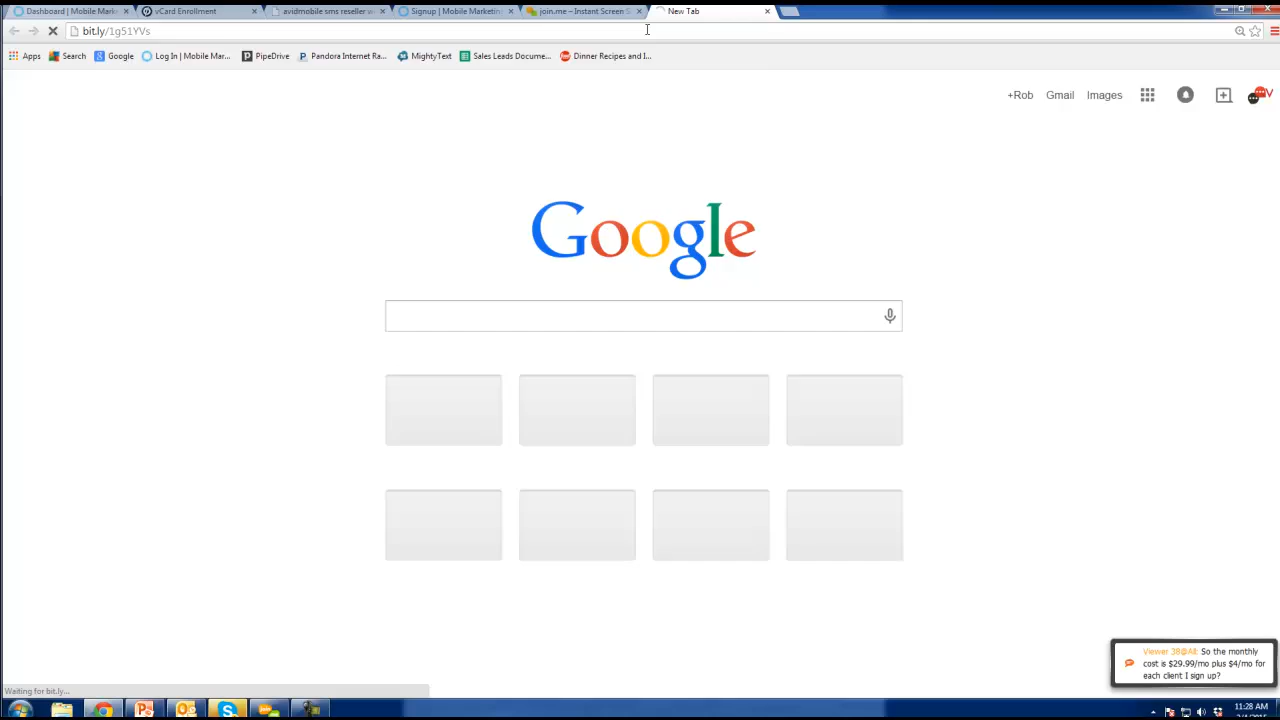 Dashboard | Mobile Marke
vCard Enrollment
avidmobile sms reseller w
Signup | Mobile Marketin
join.me – Instant Screen S
New Tab
bit.ly/1g51YVs
Apps
Search
Google
Log In | Mobile Mar...
PipeDrive
Pandora Internet Ra...
MightyText
Sales Leads Docume...
Dinner Recipes and I...
+Rob
Gmail
Images
Google
Viewer 38@All: So the monthly
cost is $29.99/mo plus $4/mo for
each client I sign up?
Waiting for bit.ly...
11:28 AM